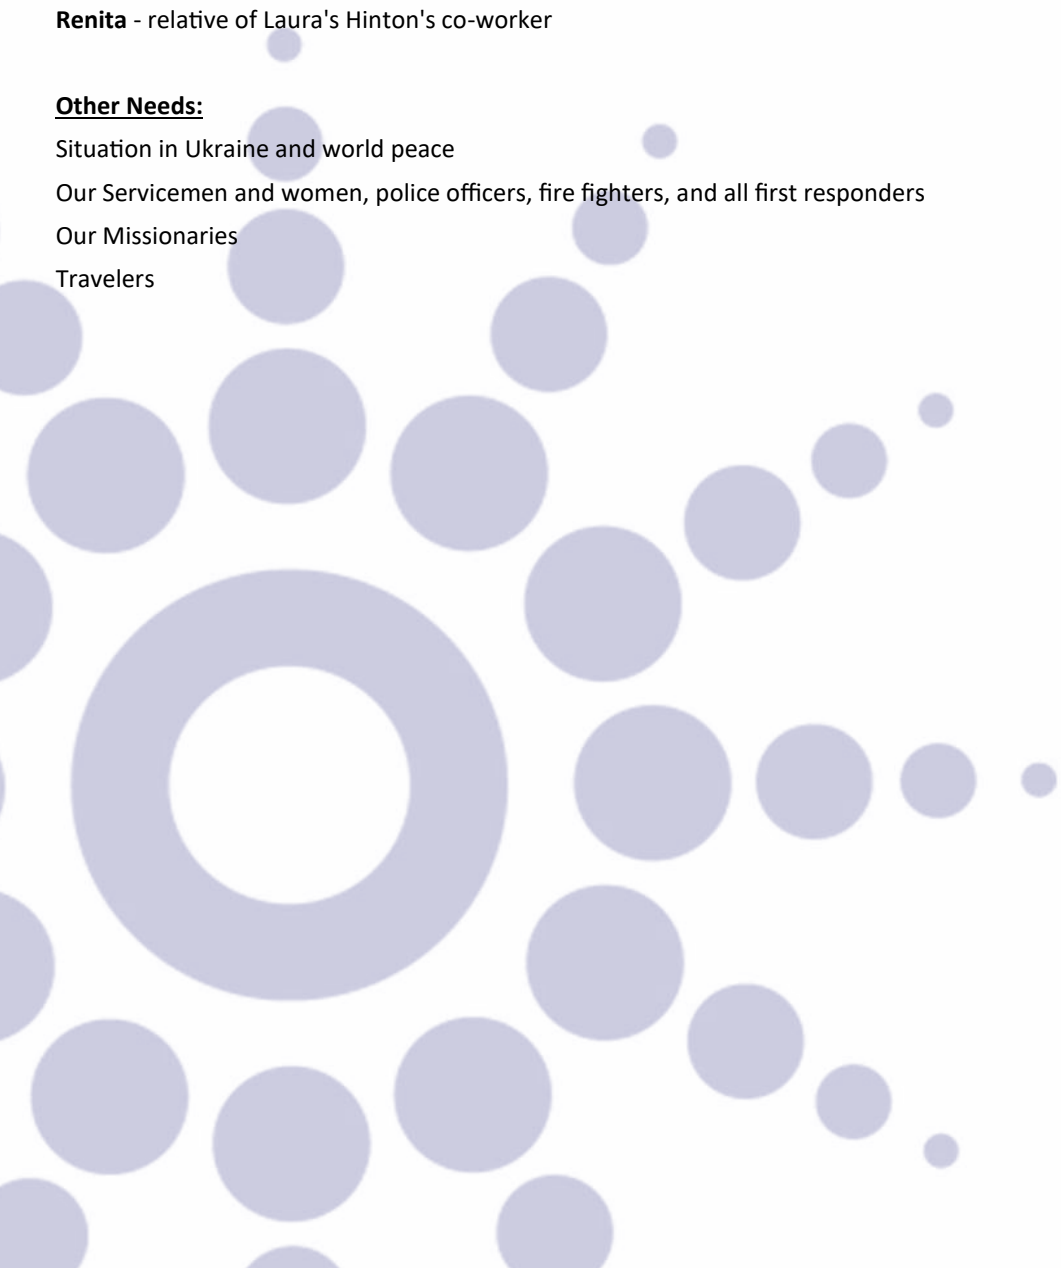 Renita - relative of Laura's Hinton's co-worker
Other Needs:
Situation in Ukraine and world peace
Our Servicemen and women, police officers, fire fighters, and all first responders
Our Missionaries
Travelers